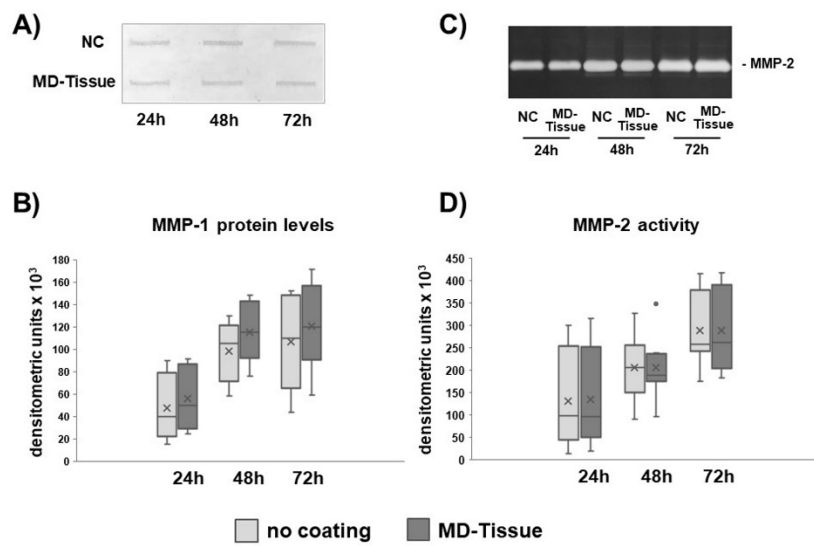 A)
NC
MD-Tissue
24h 48h 72h
C)
- MMP-2
NC MD-Tissue NC MD-Tissue NC MD-Tissue
24h 48h 72h
B)
MMP-1 protein levels
densitometric units x 10³
180
160
140
120
100
80
60
40
20
0
24h 48h 72h
D)
MMP-2 activity
densitometric units x 10³
450
400
350
300
250
200
150
100
50
0
24h 48h 72h
no coating MD-Tissue